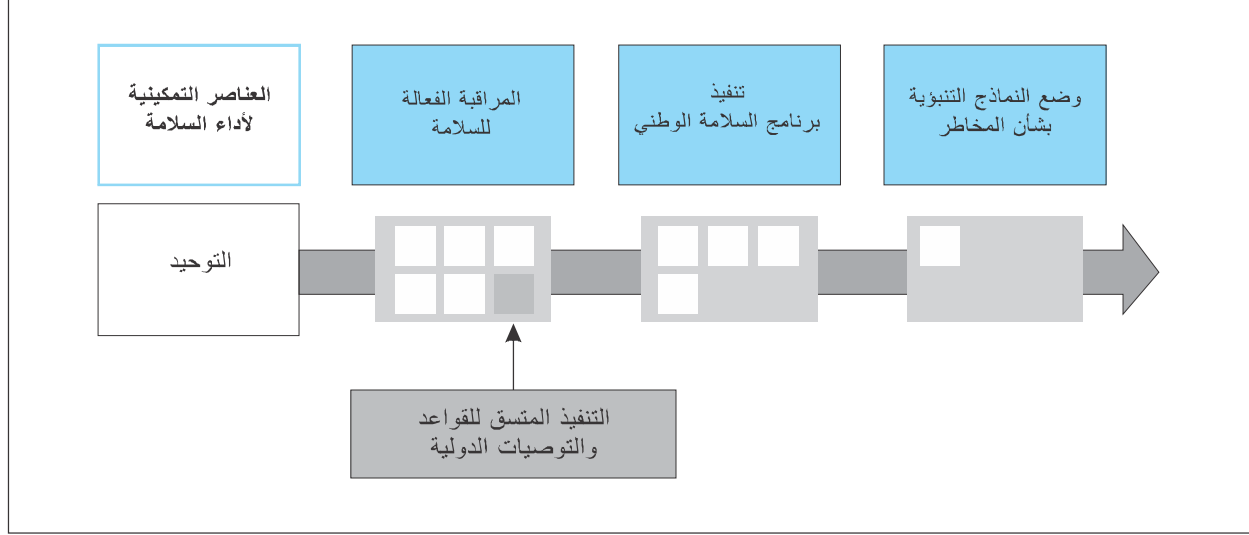 العناصر التمكينية
لأداء السلامة
المراقبة الفعالة
للسلامة
تنفيذ
برنامج السلامة الوطني
وضع النماذج التنبؤية
بشأن المخاطر
التوحيد
التنفيذ المتسق للقواعد
والتوصيات الدولية